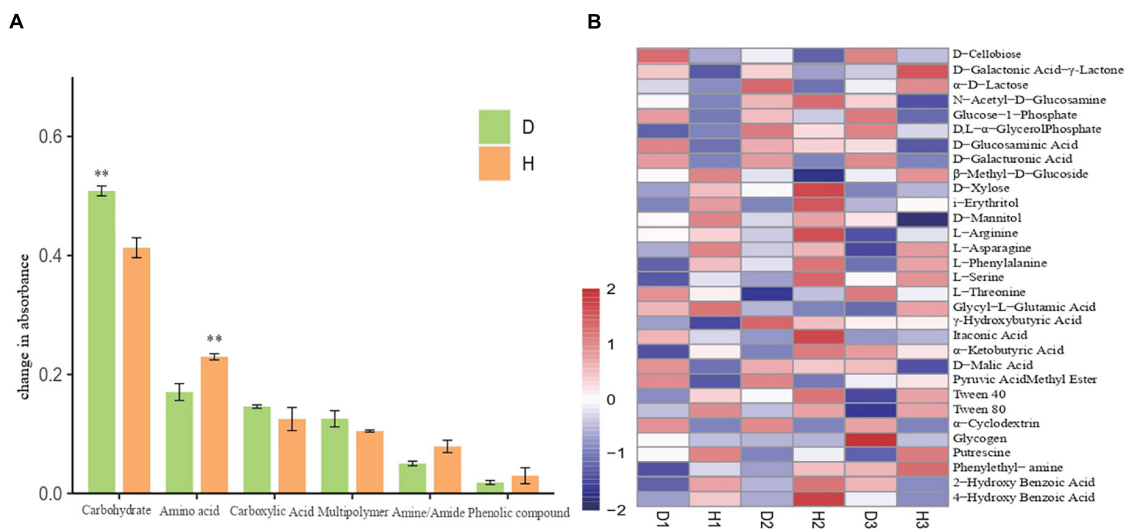 A
B
change in absorbance
0.6
0.4
0.2
0.0
**
**
D
H
Carbohydrate
Amino acid
Carboxylic Acid
Multipolymer
Amine/Amide
Phenolic compound
2
1
0
−1
−2
D−Cellobiose
D−Galactonic Acid−γ-Lactone
α−D−Lactose
N−Acetyl−D−Glucosamine
Glucose−1−Phosphate
D,L−α−GlycerolPhosphate
D−Glucosaminic Acid
D−Galacturonic Acid
β−Methyl−D−Glucoside
D−Xylose
i−Erythritol
D−Mannitol
L−Arginine
L−Asparagine
L−Phenylalanine
L−Serine
L−Threonine
Glycyl−L−Glutamic Acid
γ−Hydroxybutyric Acid
Itaconic Acid
α−Ketobutyric Acid
D−Malic Acid
Pyruvic AcidMethyl Ester
Tween 40
Tween 80
α−Cyclodextrin
Glycogen
Putrescine
Phenylethyl− amine
2−Hydroxy Benzoic Acid
4−Hydroxy Benzoic Acid
D1
H1
D2
H2
D3
H3